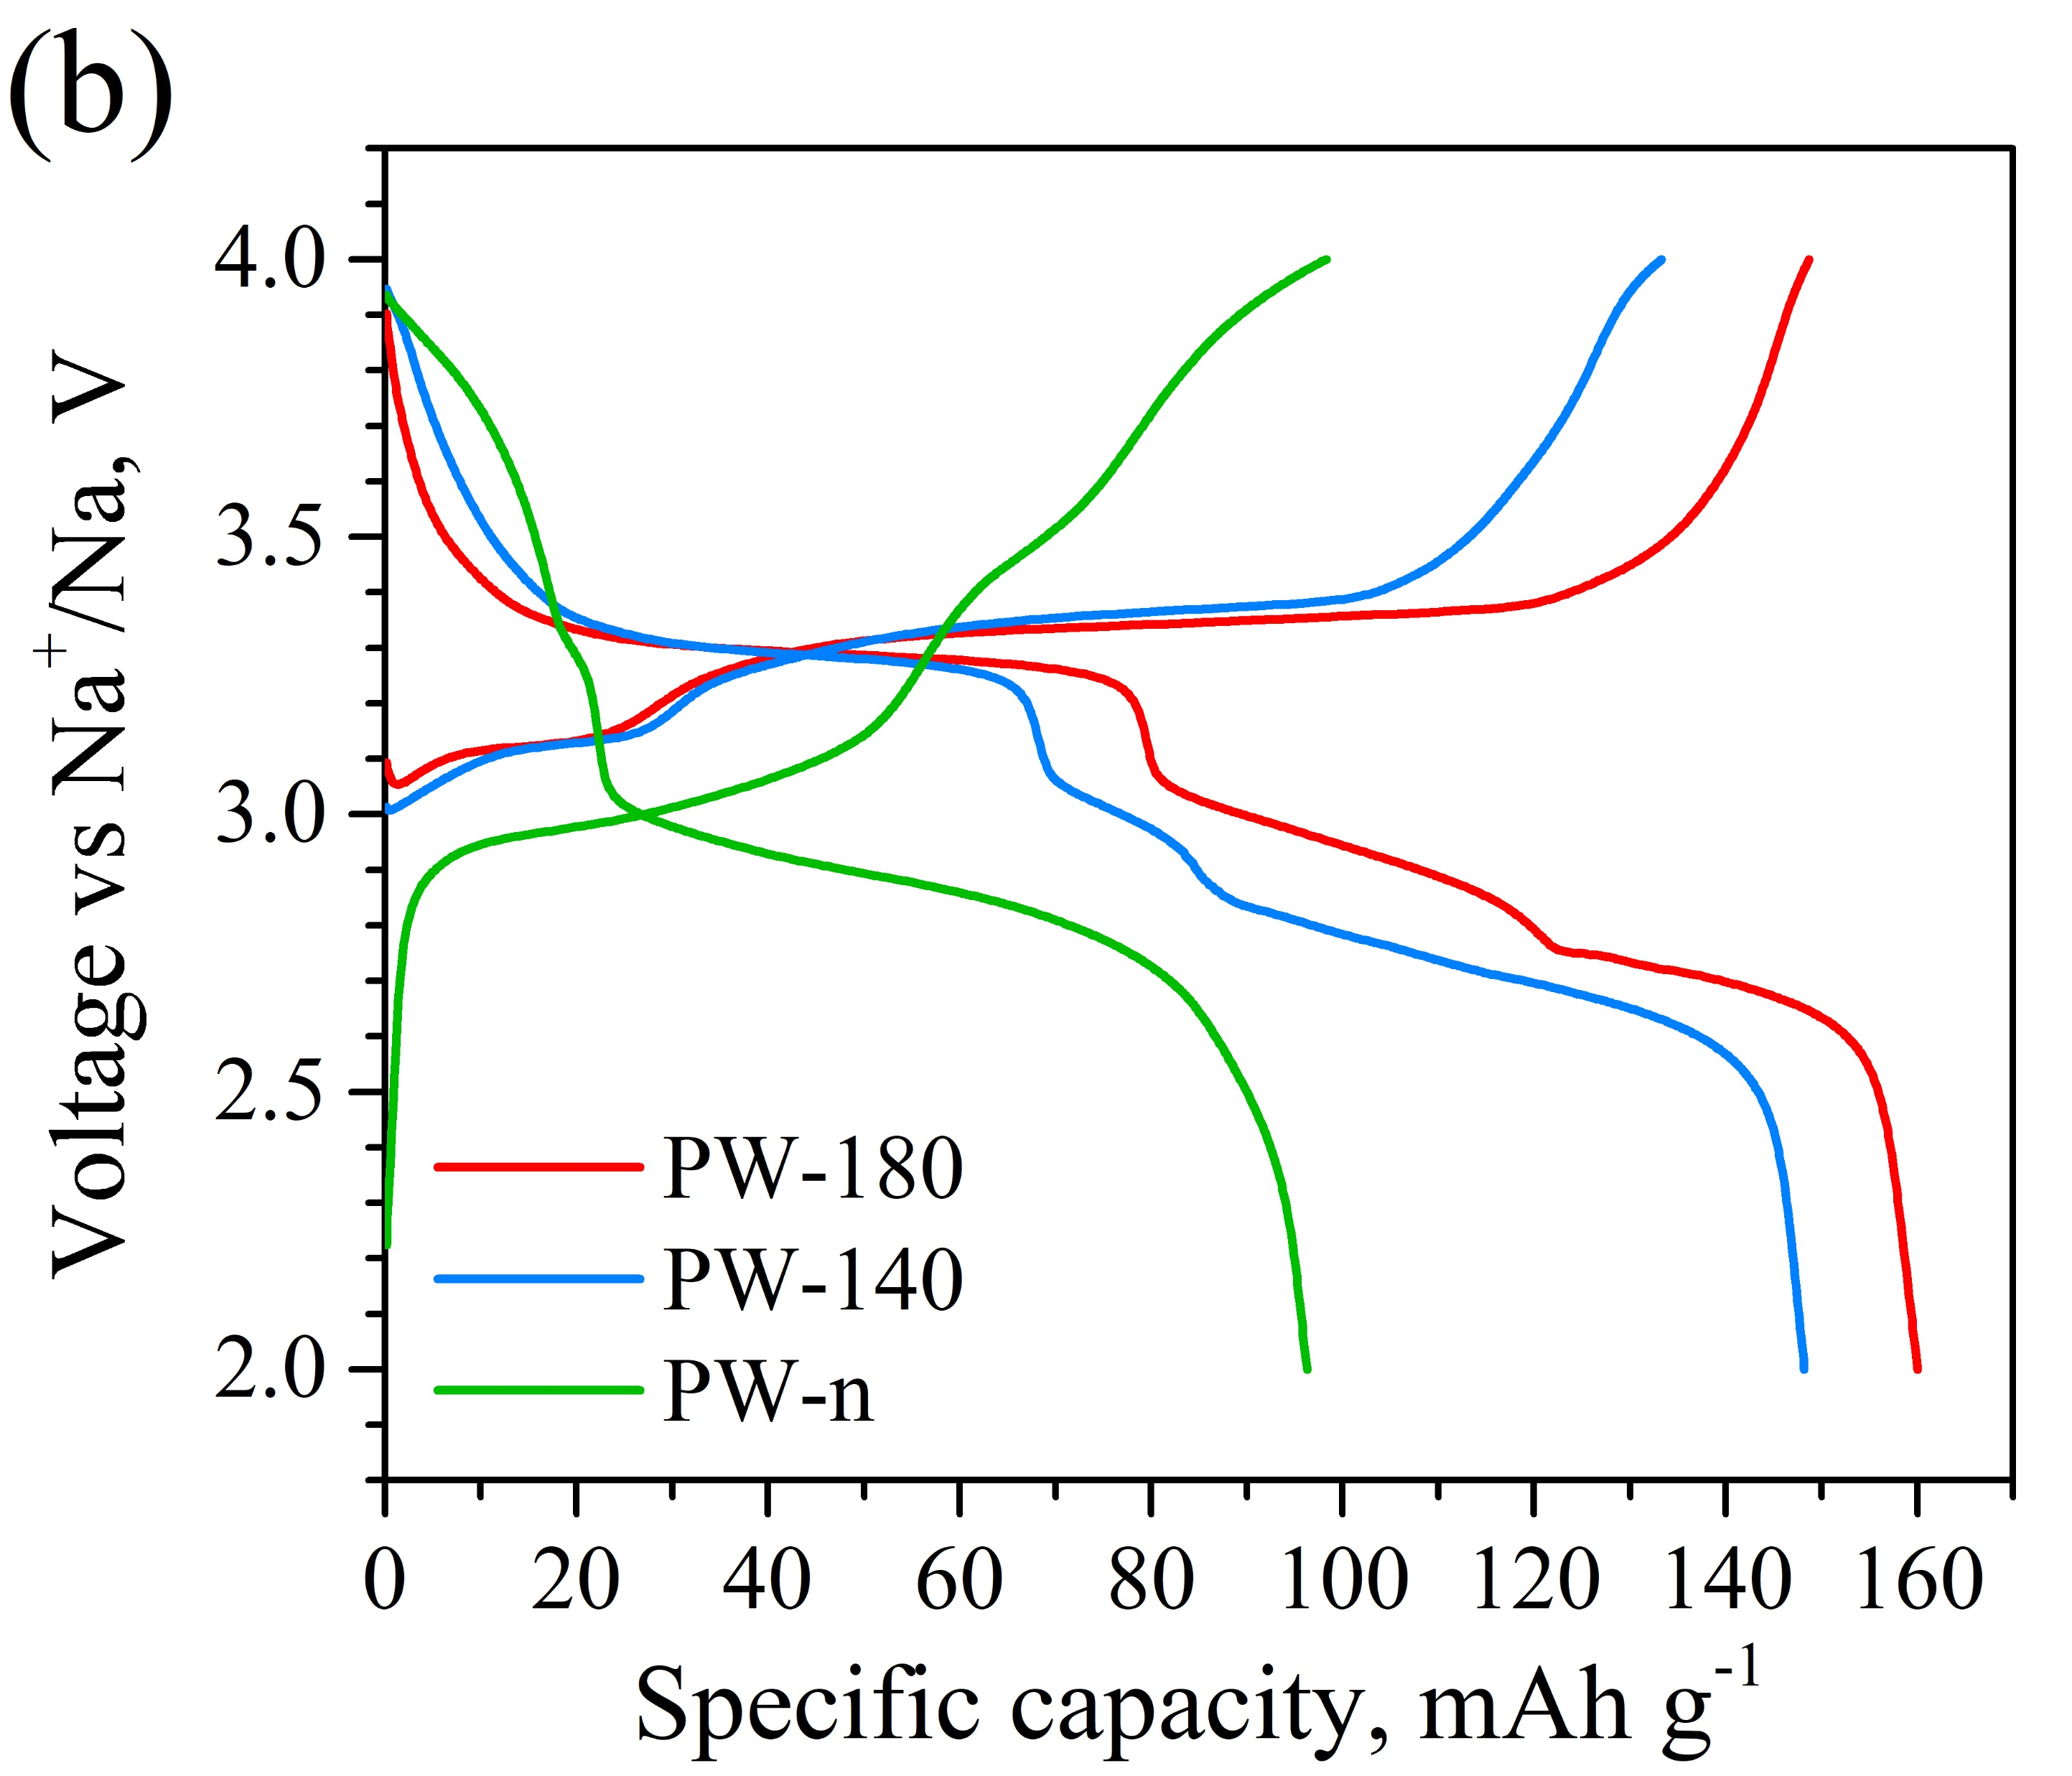 (b)
Voltage vs Na⁺/Na, V
4.0
3.5
3.0
2.5
2.0
PW-180
PW-140
PW-n
0 20 40 60 80 100 120 140 160
Specific capacity, mAh g⁻¹